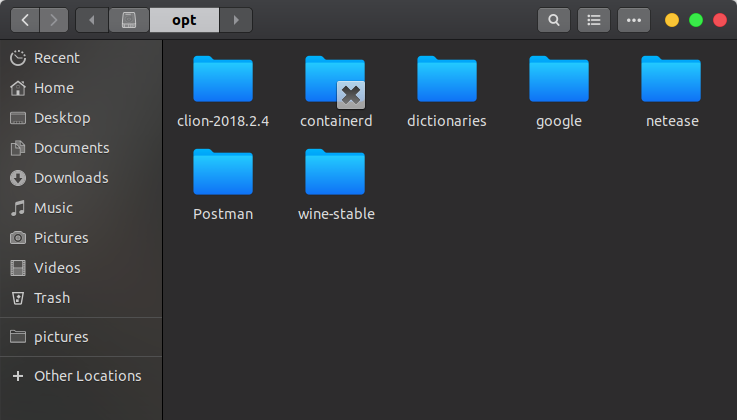 opt
Recent
Home
Desktop
Documents
Downloads
Music
Pictures
Videos
Trash
pictures
Other Locations
clion-2018.2.4
containerd
dictionaries
google
netease
Postman
wine-stable